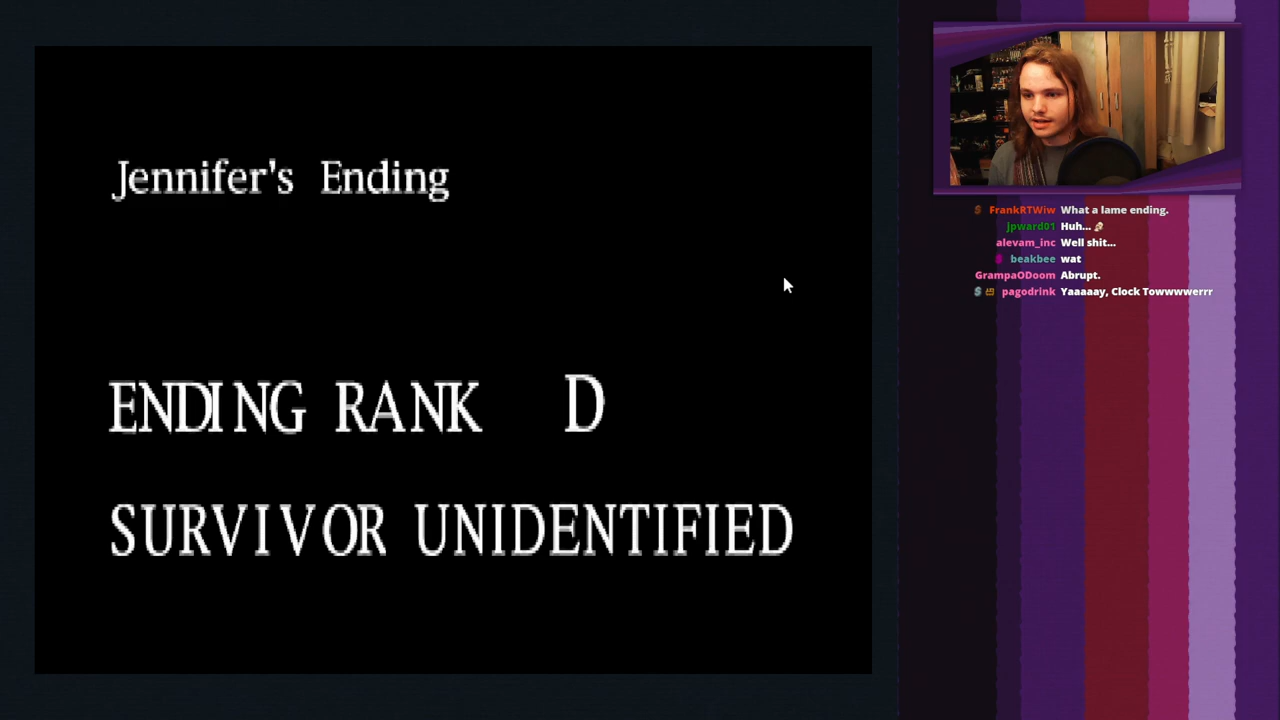 Jennifer's Ending
ENDING RANK D
SURVIVOR UNIDENTIFIED
FrankRTWiw What a lame ending.
jpward01 Huh...
alevam_inc Well shit...
beakbee wat
GrampaODoom Abrupt.
pagodrink Yaaaaay, Clock Towwwwerrr